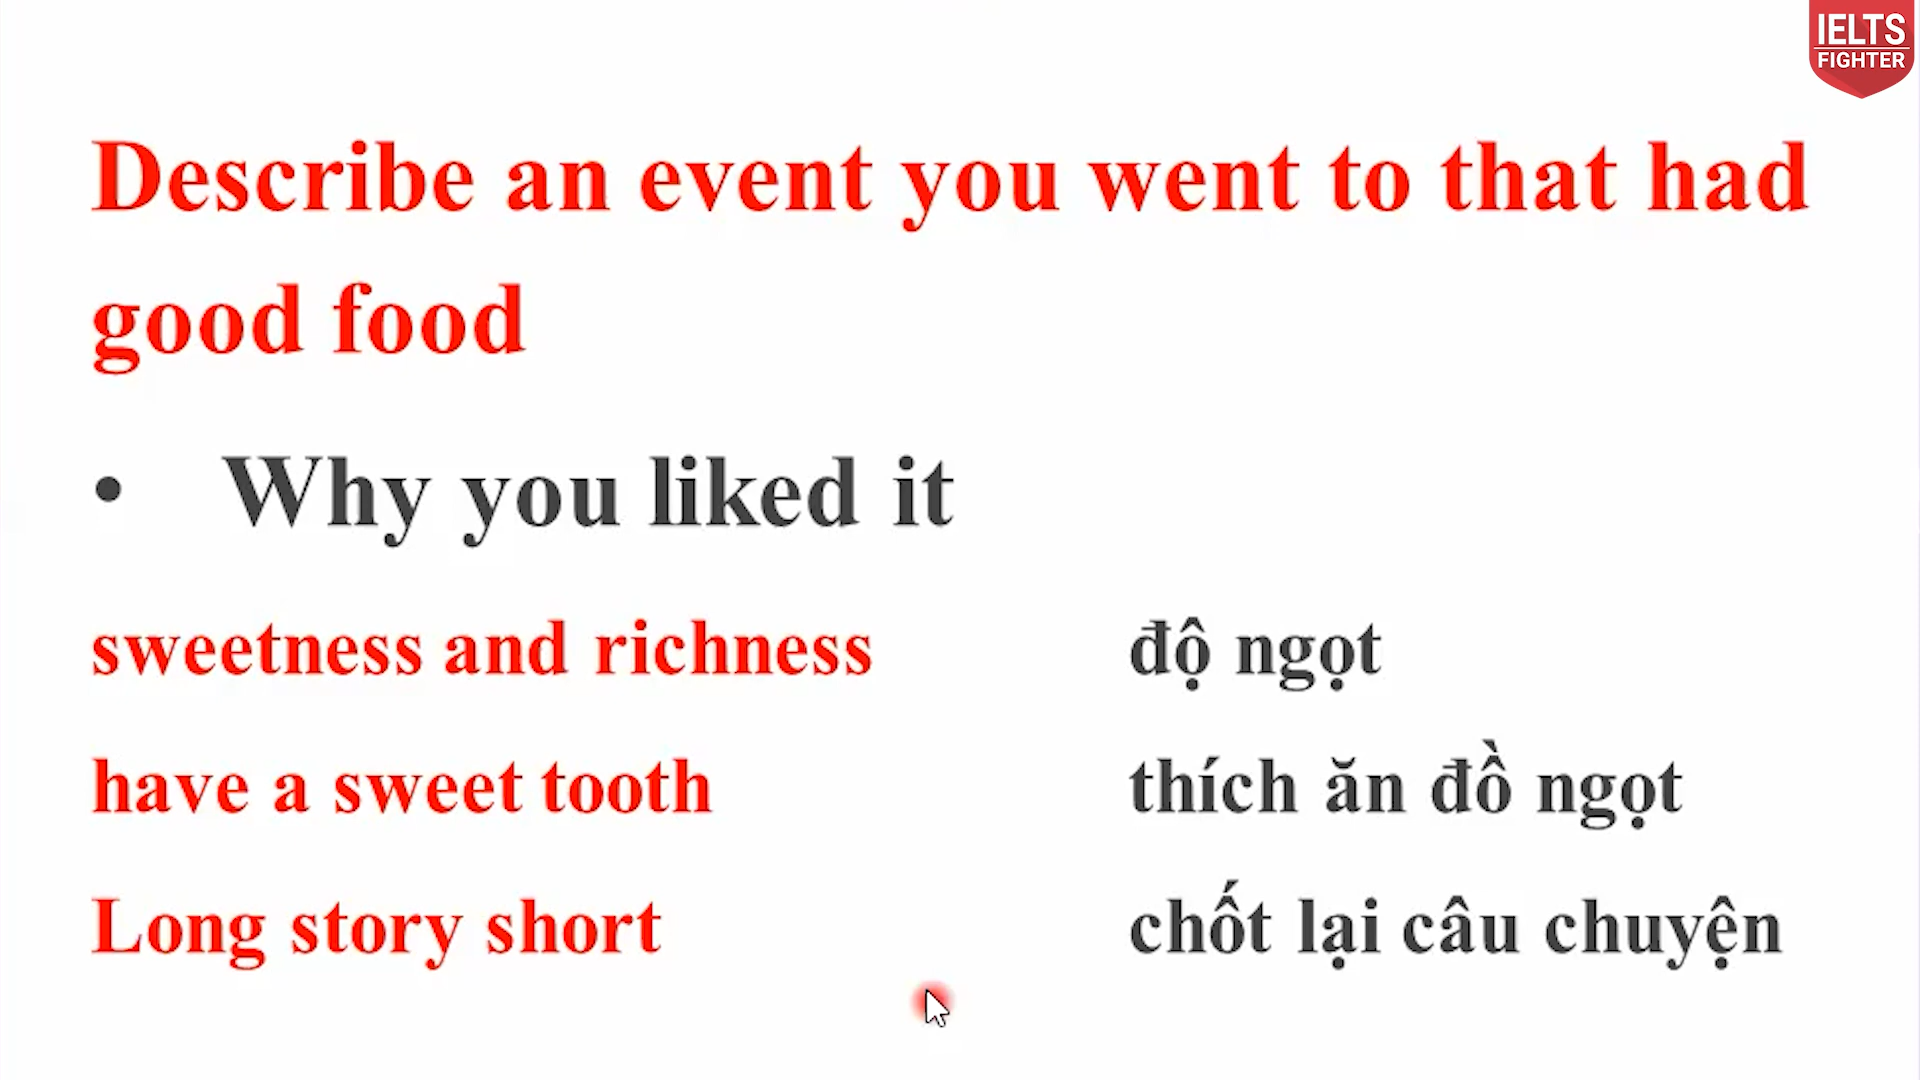 IELTS
FIGHTER
Describe an event you went to that had
good food
• Why you liked it
sweetness and richness độ ngọt
have a sweet tooth thích ăn đồ ngọt
Long story short chốt lại câu chuyện